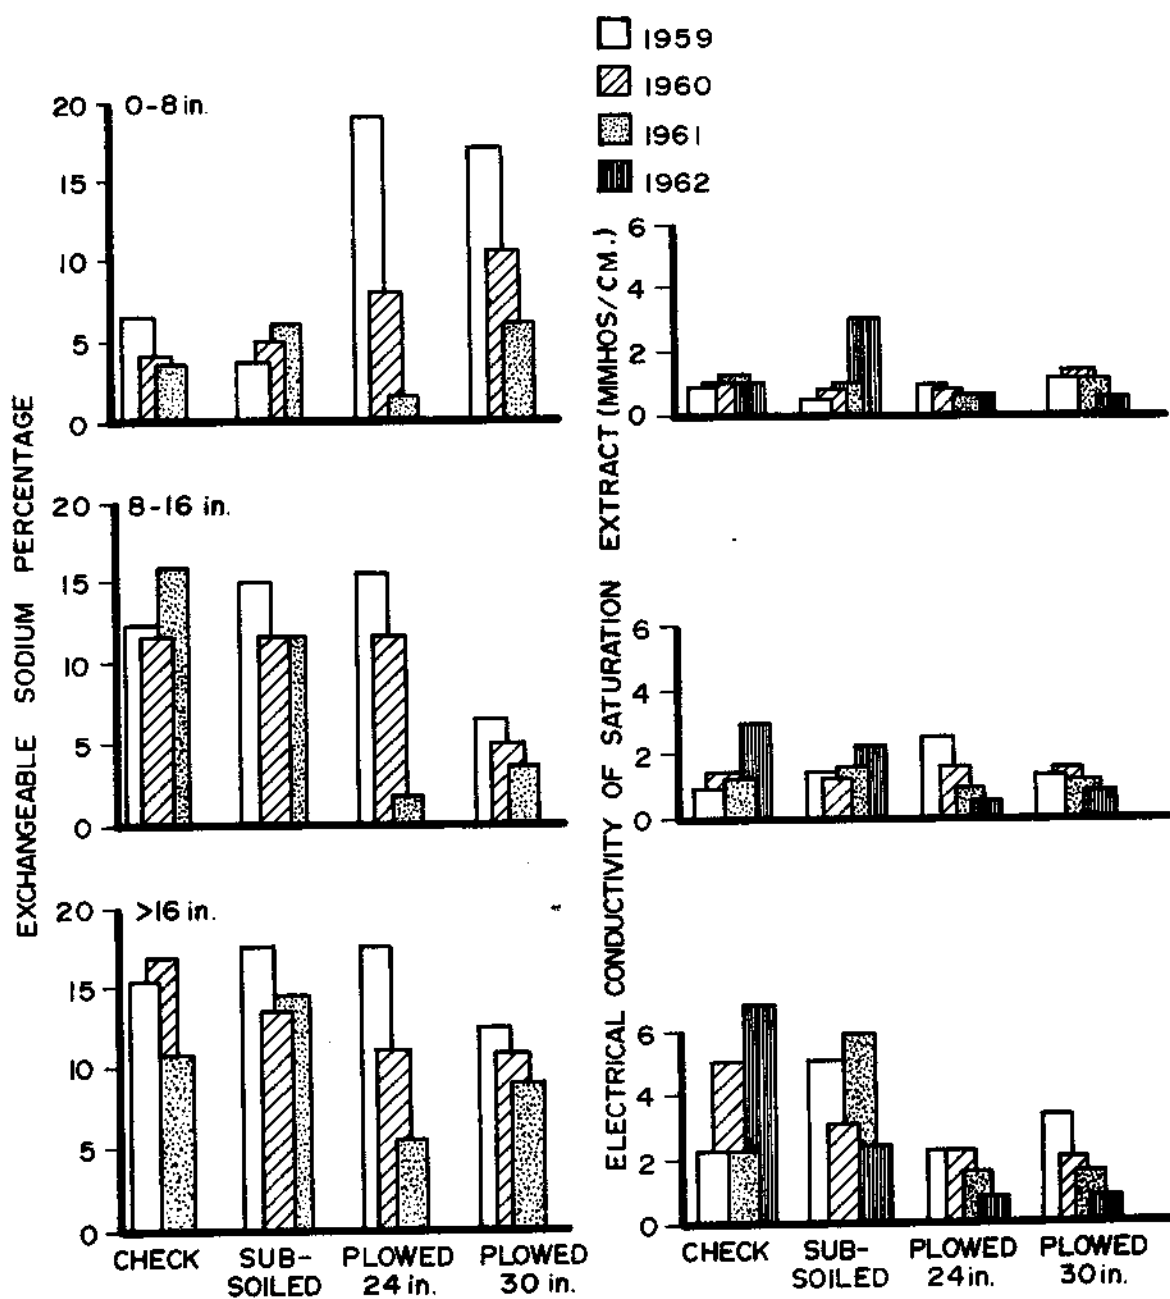 1959
1960
1961
1962
EXCHANGEABLE SODIUM PERCENTAGE
0-8 in.
20
15
10
5
0
8-16 in.
20
15
10
5
0
>16 in.
20
15
10
5
0
CHECK
SUB-
SOILED
PLOWED
24 in.
PLOWED
30 in.
ELECTRICAL CONDUCTIVITY OF SATURATION EXTRACT (MMHOS/CM.)
6
4
2
0
6
4
2
0
6
4
2
0
CHECK
SUB-
SOILED
PLOWED
24 in.
PLOWED
30 in.